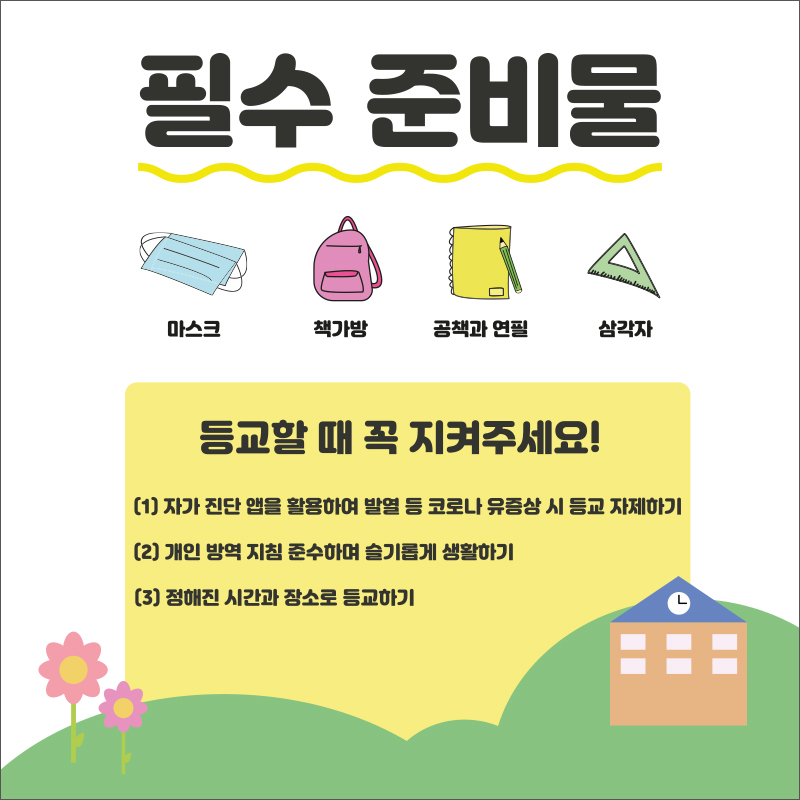 필수 준비물
마스크
책가방
공책과 연필
삼각자
등교할 때 꼭 지켜주세요!
(1) 자가 진단 앱을 활용하여 발열 등 코로나 유증상 시 등교 자제하기
(2) 개인 방역 지침 준수하며 슬기롭게 생활하기
(3) 정해진 시간과 장소로 등교하기